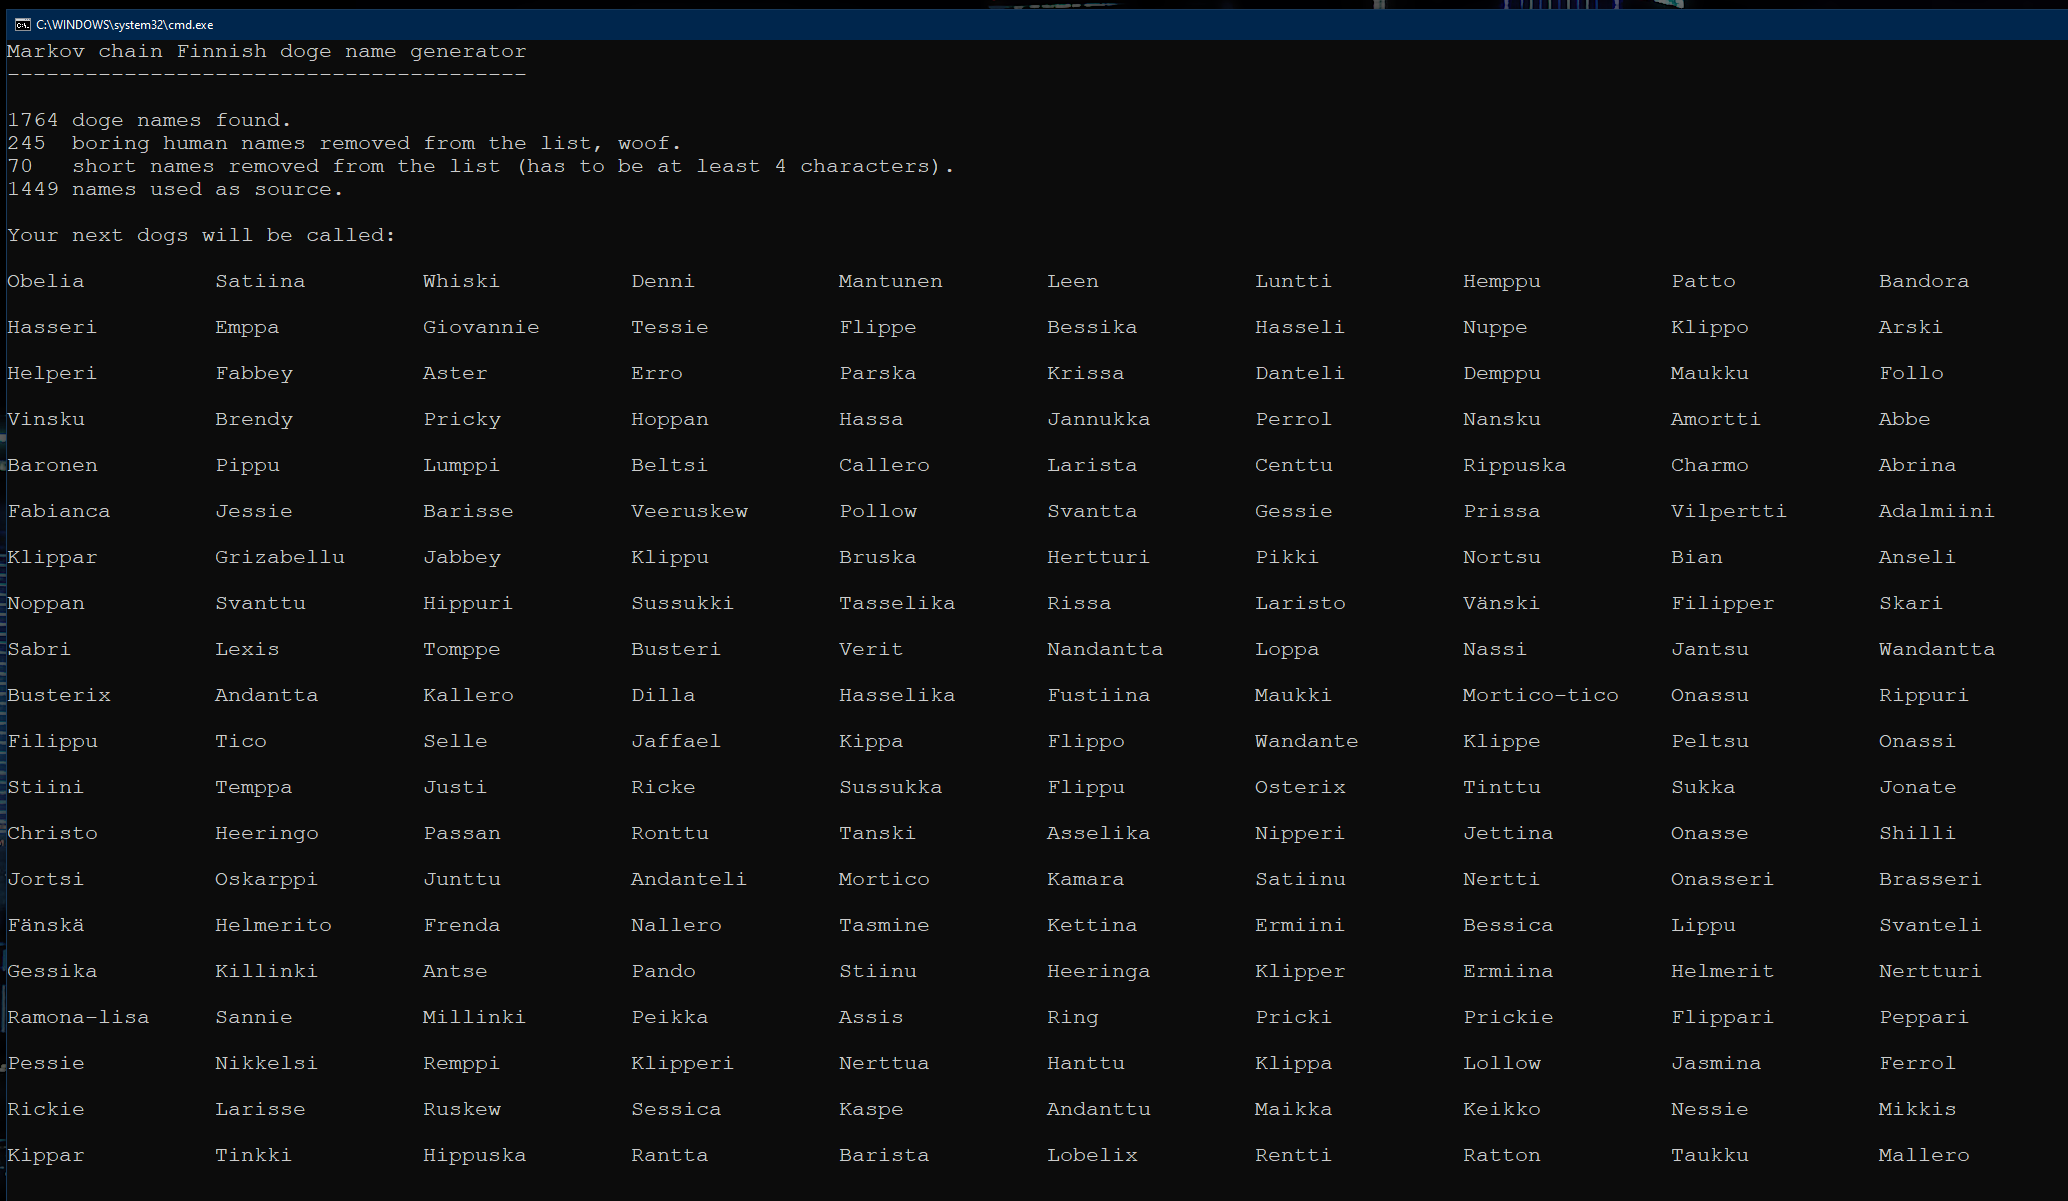 C:\WINDOWS\system32\cmd.exe
Markov chain Finnish doge name generator
----------------------------------------
1764 doge names found.
245  boring human names removed from the list, woof.
70   short names removed from the list (has to be at least 4 characters).
1449 names used as source.
Your next dogs will be called:
Obelia Satiina Whiski Denni Mantunen Leen Luntti Hemppu Patto Bandora
Hasseri Emppa Giovannie Tessie Flippe Bessika Hasseli Nuppe Klippo Arski
Helperi Fabbey Aster Erro Parska Krissa Danteli Demppu Maukku Follo
Vinsku Brendy Pricky Hoppan Hassa Jannukka Perrol Nansku Amortti Abbe
Baronen Pippu Lumppi Beltsi Callero Larista Centtu Rippuska Charmo Abrina
Fabianca Jessie Barisse Veeruskew Pollow Svantta Gessie Prissa Vilpertti Adalmiini
Klippar Grizabellu Jabbey Klippu Bruska Hertturi Pikki Nortsu Bian Anseli
Noppan Svanttu Hippuri Sussukki Tasselika Rissa Laristo Vänski Filipper Skari
Sabri Lexis Tomppe Busteri Verit Nandantta Loppa Nassi Jantsu Wandantta
Busterix Andantta Kallero Dilla Hasselika Fustiina Maukki Mortico-tico Onassu Rippuri
Filippu Tico Selle Jaffael Kippa Flippo Wandante Klippe Peltsu Onassi
Stiini Temppa Justi Ricke Sussukka Flippu Osterix Tinttu Sukka Jonate
Christo Heeringo Passan Ronttu Tanski Asselika Nipperi Jettina Onasse Shilli
Jortsi Oskarppi Junttu Andanteli Mortico Kamara Satiinu Nertti Onasseri Brasseri
Fänskä Helmerito Frenda Nallero Tasmine Kettina Ermiini Bessica Lippu Svanteli
Gessika Killinki Antse Pando Stiinu Heeringa Klipper Ermiina Helmerit Nertturi
Ramona-lisa Sannie Millinki Peikka Assis Ring Pricki Prickie Flippari Peppari
Pessie Nikkelsi Remppi Klipperi Nerttua Hanttu Klippa Lollow Jasmina Ferrol
Rickie Larisse Ruskew Sessica Kaspe Andanttu Maikka Keikko Nessie Mikkis
Kippar Tinkki Hippuska Rantta Barista Lobelix Rentti Ratton Taukku Mallero